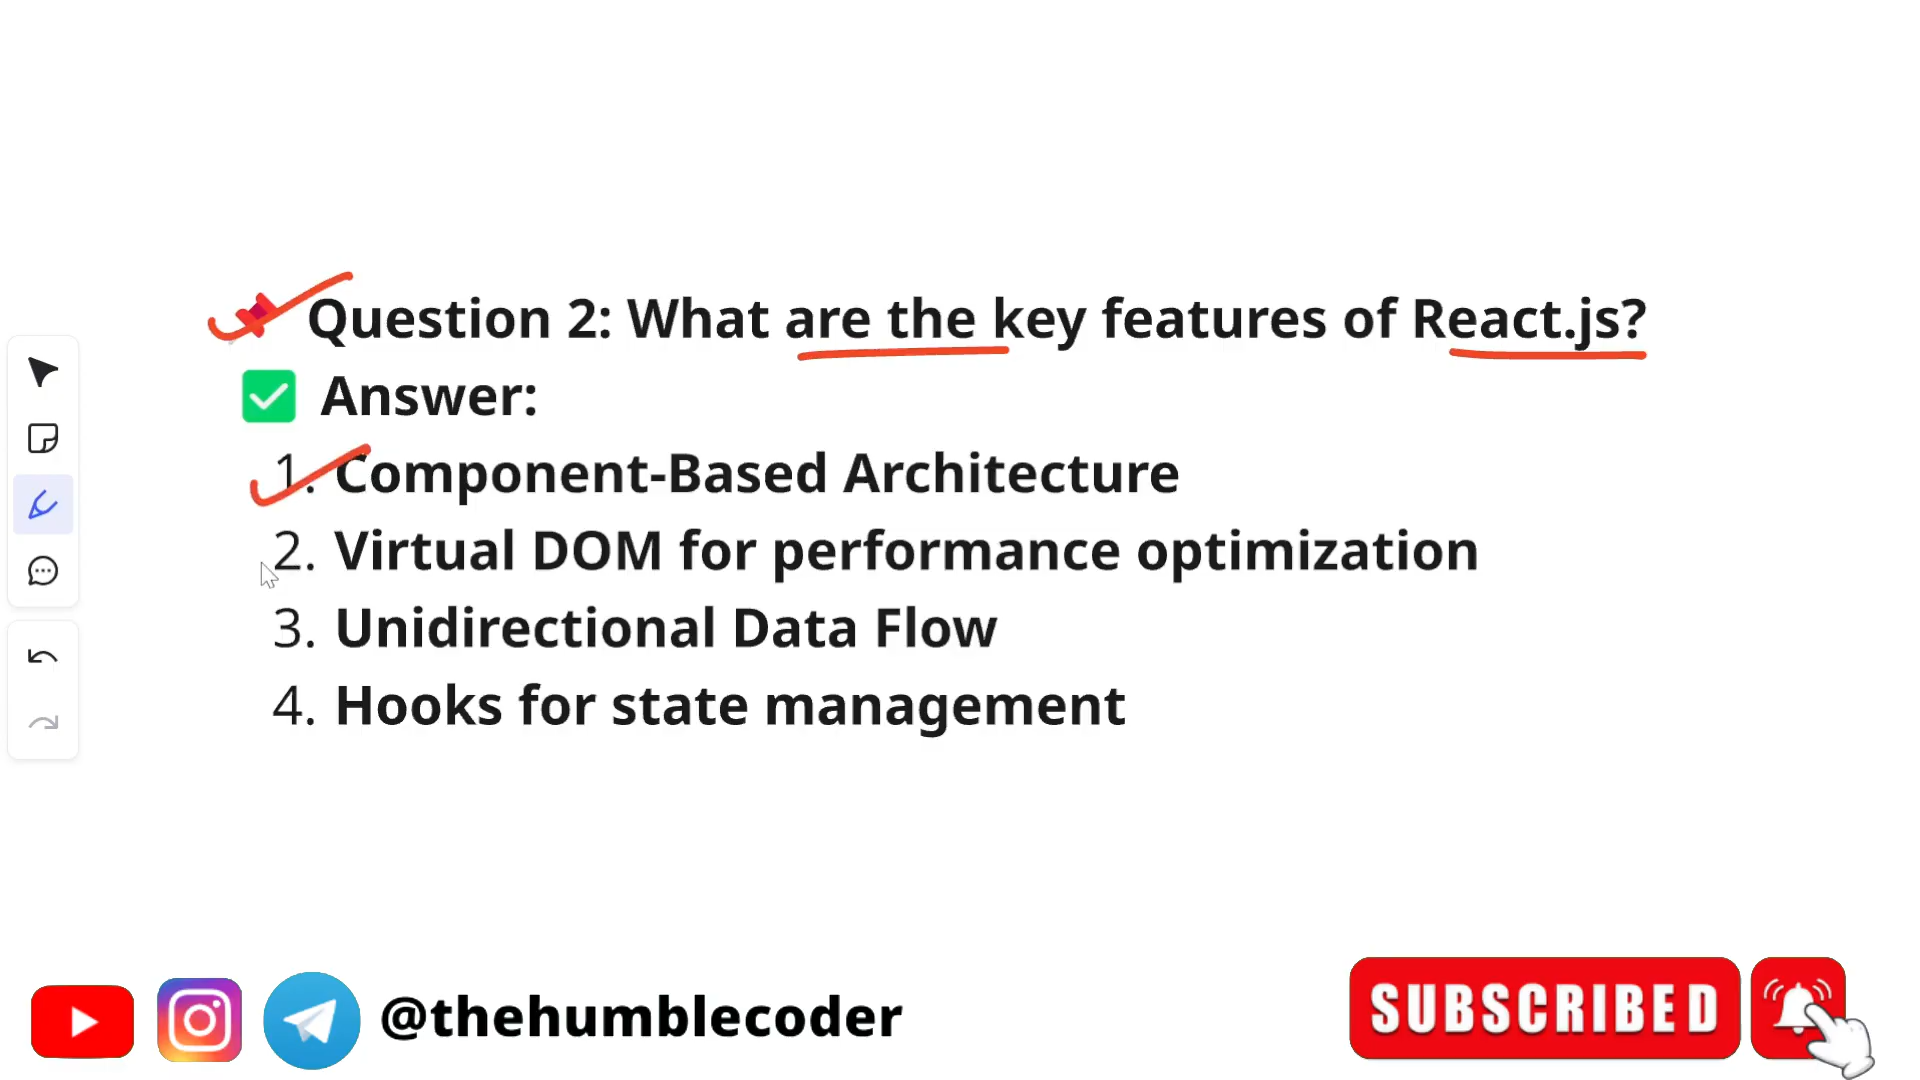 Question 2: What are the key features of React.js?
Answer:
1. Component-Based Architecture
2. Virtual DOM for performance optimization
3. Unidirectional Data Flow
4. Hooks for state management
@thehumblecoder
SUBSCRIBED